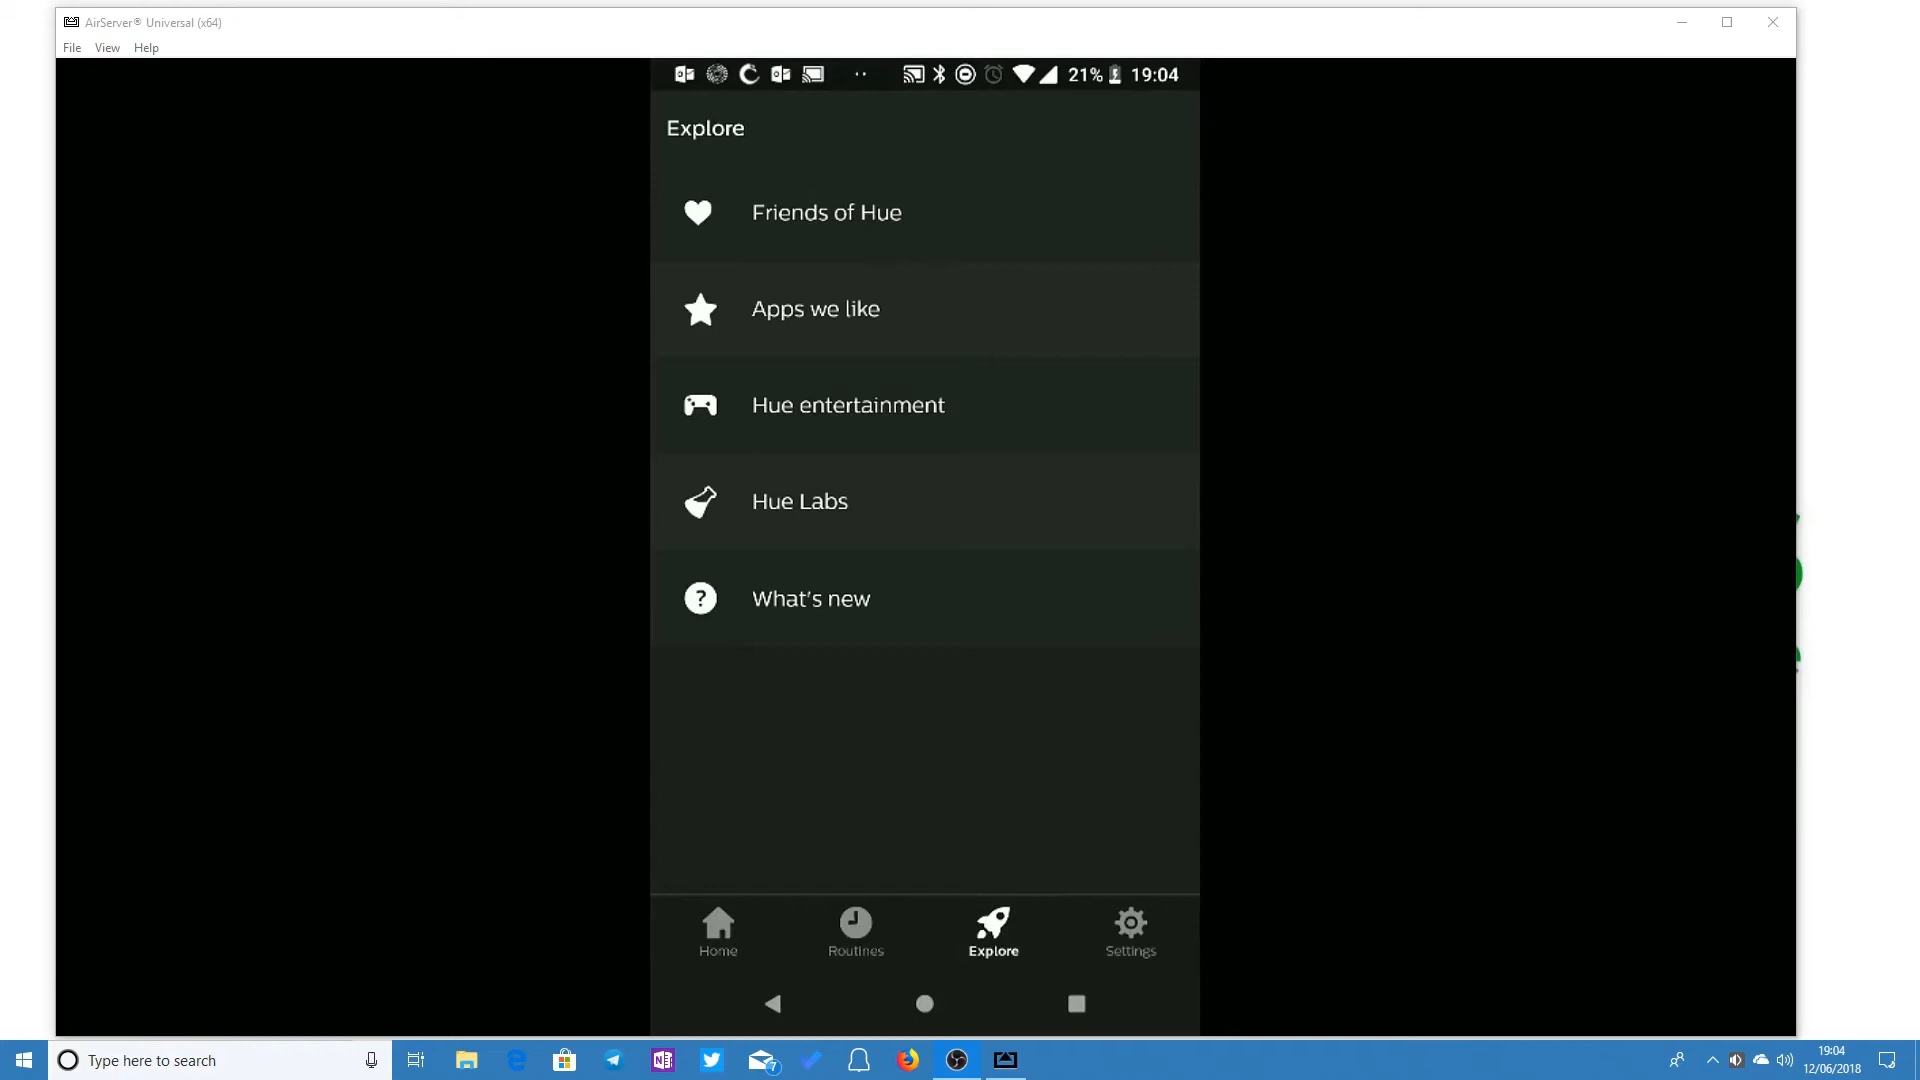 AirServer® Universal (x64)
File View Help
21% 19:04
Explore
Friends of Hue
Apps we like
Hue entertainment
Hue Labs
? What's new
Home Routines Explore Settings
Type here to search
7
19:04
12/06/2018